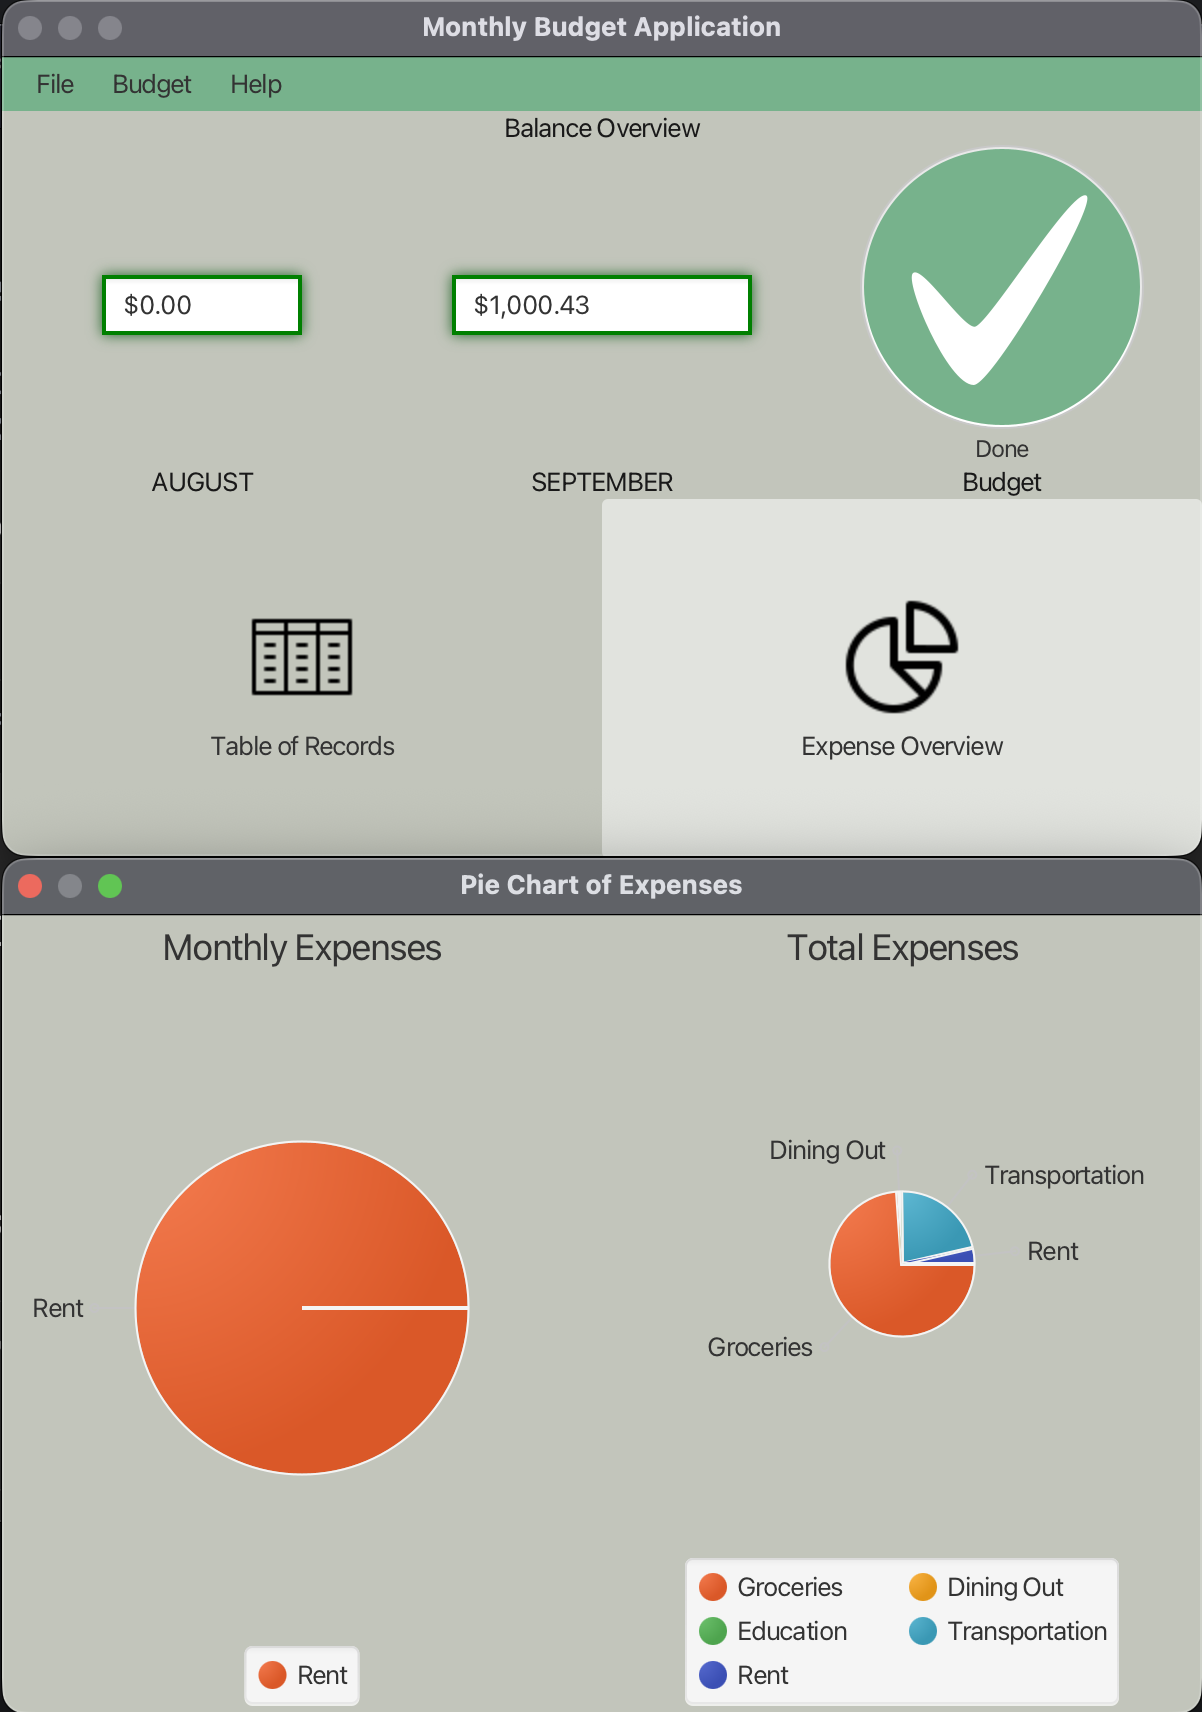 Monthly Budget Application
File Budget Help
Balance Overview
$0.00 $1,000.43
Done
AUGUST SEPTEMBER Budget
Table of Records Expense Overview
Pie Chart of Expenses
Monthly Expenses Total Expenses
Dining Out
Transportation
Rent
Rent
Groceries
Groceries Dining Out
Education Transportation
Rent Rent